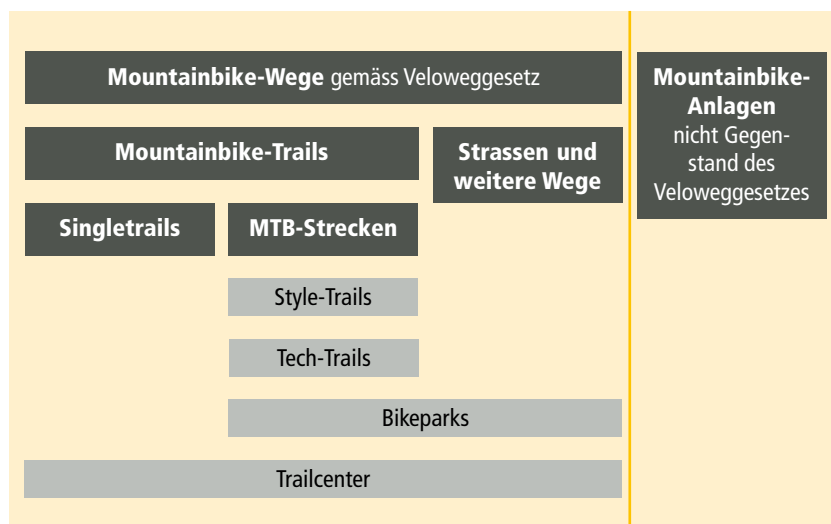 Mountainbike-Wege gemäss Veloweggesetz
Mountainbike-
Anlagen
nicht Gegen-
stand des
Veloweggesetzes
Mountainbike-Trails
Strassen und
weitere Wege
Singletrails
MTB-Strecken
Style-Trails
Tech-Trails
Bikeparks
Trailcenter